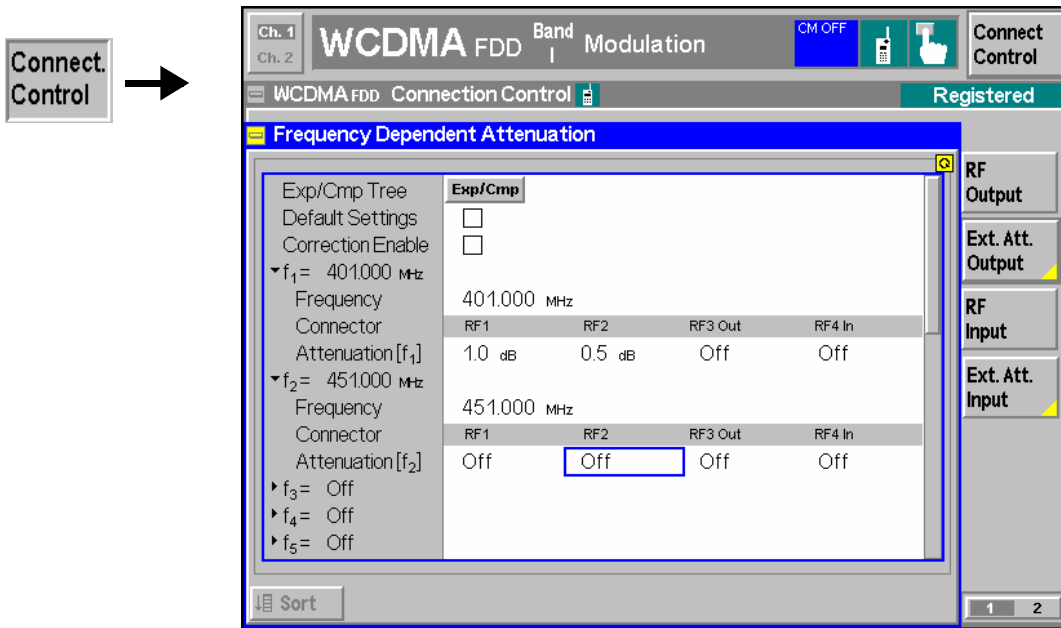 Connect.
Control
Ch. 1
Ch. 2
WCDMA FDD Band I Modulation
CM OFF
Connect
Control
WCDMA FDD Connection Control
Registered
Frequency Dependent Attenuation
Exp/Cmp Tree Exp/Cmp
Default Settings
Correction Enable
f1= 401.000 MHz
Frequency 401.000 MHz
Connector RF1 RF2 RF3 Out RF4 In
Attenuation [f1] 1.0 dB 0.5 dB Off Off
f2= 451.000 MHz
Frequency 451.000 MHz
Connector RF1 RF2 RF3 Out RF4 In
Attenuation [f2] Off Off Off Off
f3= Off
f4= Off
f5= Off
Sort
RF
Output
Ext. Att.
Output
RF
Input
Ext. Att.
Input
1 2